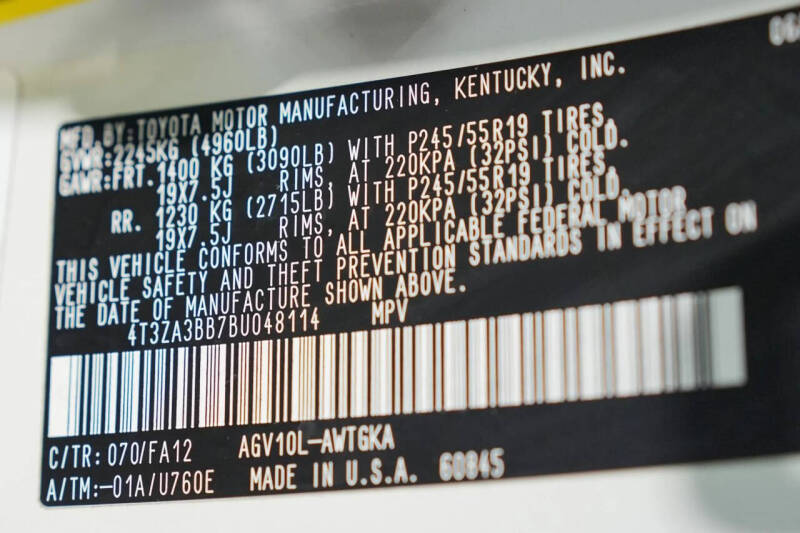 06/
MFD. BY: TOYOTA MOTOR MANUFACTURING, KENTUCKY, INC.
GVWR: 2245KG (4960LB)
GAWR: FRT. 1400 KG (3090LB) WITH P245/55R19 TIRES,
19X7.5J RIMS, AT 220KPA (32PSI) COLD.
RR. 1230 KG (2715LB) WITH P245/55R19 TIRES,
19X7.5J RIMS, AT 220KPA (32PSI) COLD.
THIS VEHICLE CONFORMS TO ALL APPLICABLE FEDERAL MOTOR
VEHICLE SAFETY AND THEFT PREVENTION STANDARDS IN EFFECT ON
THE DATE OF MANUFACTURE SHOWN ABOVE.
4T3ZA3BB7BU048114 MPV
C/TR: 070/FA12 AGV10L-AWTGKA
A/TM:-01A/U760E MADE IN U.S.A. 60845